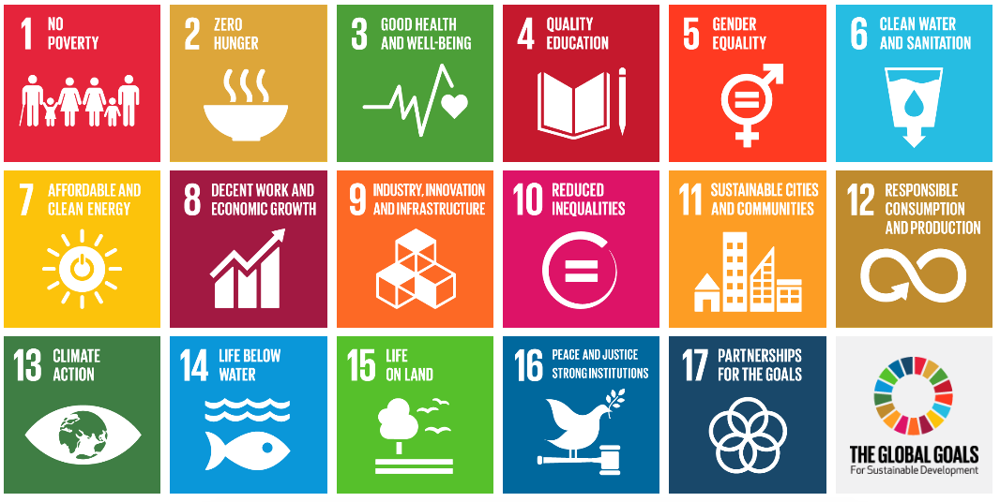 1 NO
POVERTY
2 ZERO
HUNGER
3 GOOD HEALTH
AND WELL-BEING
4 QUALITY
EDUCATION
5 GENDER
EQUALITY
6 CLEAN WATER
AND SANITATION
7 AFFORDABLE AND
CLEAN ENERGY
8 DECENT WORK AND
ECONOMIC GROWTH
9 INDUSTRY, INNOVATION
AND INFRASTRUCTURE
10 REDUCED
INEQUALITIES
11 SUSTAINABLE CITIES
AND COMMUNITIES
12 RESPONSIBLE
CONSUMPTION
AND PRODUCTION
13 CLIMATE
ACTION
14 LIFE BELOW
WATER
15 LIFE
ON LAND
16 PEACE AND JUSTICE
STRONG INSTITUTIONS
17 PARTNERSHIPS
FOR THE GOALS
THE GLOBAL GOALS
For Sustainable Development